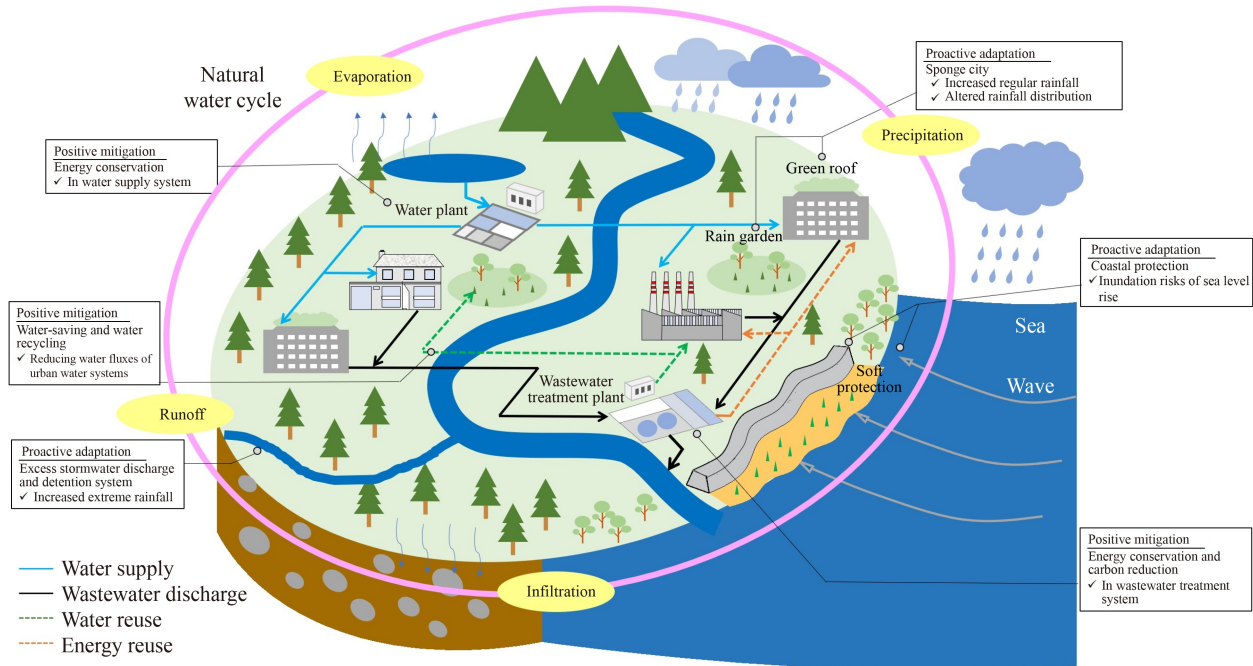 Natural
water cycle
Evaporation
Proactive adaptation
Sponge city
✓ Increased regular rainfall
✓ Altered rainfall distribution
Precipitation
Positive mitigation
Energy conservation
✓ In water supply system
Green roof
Water plant
Rain garden
Proactive adaptation
Coastal protection
✓ Inundation risks of sea level
rise
Positive mitigation
Water-saving and water
recycling
✓ Reducing water fluxes of
urban water systems
Sea
Wave
Soft
protection
Wastewater
treatment plant
Runoff
Proactive adaptation
Excess stormwater discharge
and detention system
✓ Increased extreme rainfall
Positive mitigation
Energy conservation and
carbon reduction
✓ In wastewater treatment
system
Infiltration
Water supply
Wastewater discharge
Water reuse
Energy reuse